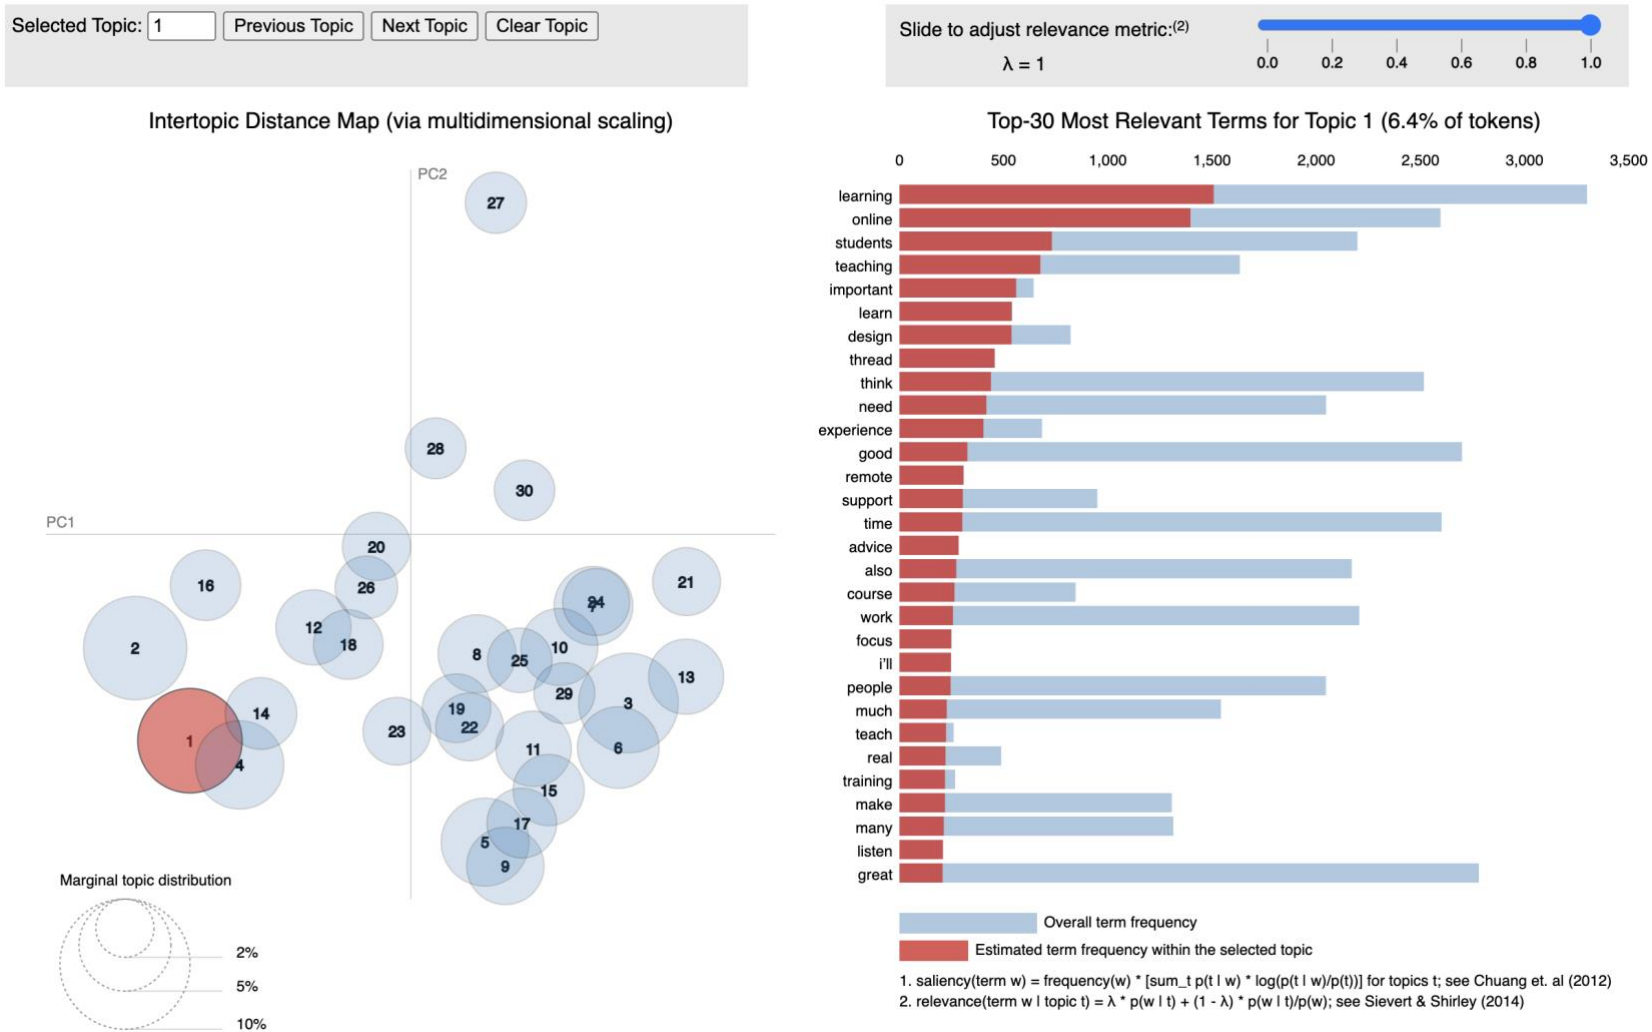 Selected Topic: 1 Previous Topic Next Topic Clear Topic
Slide to adjust relevance metric:(2)
λ = 1
0.0 0.2 0.4 0.6 0.8 1.0
Intertopic Distance Map (via multidimensional scaling)
PC2
PC1
27
28
30
20
16
26
21
24
7
12
18
2
8
25
10
13
29
3
14
19
22
23
1
11
6
4
15
17
5
9
Marginal topic distribution
2%
5%
10%
Top-30 Most Relevant Terms for Topic 1 (6.4% of tokens)
0 500 1,000 1,500 2,000 2,500 3,000 3,500
learning
online
students
teaching
important
learn
design
thread
think
need
experience
good
remote
support
time
advice
also
course
work
focus
i'll
people
much
teach
real
training
make
many
listen
great
Overall term frequency
Estimated term frequency within the selected topic
1. saliency(term w) = frequency(w) * [sum_t p(t | w) * log(p(t | w)/p(t))] for topics t; see Chuang et. al (2012)
2. relevance(term w | topic t) = λ * p(w | t) + (1 - λ) * p(w | t)/p(w); see Sievert & Shirley (2014)